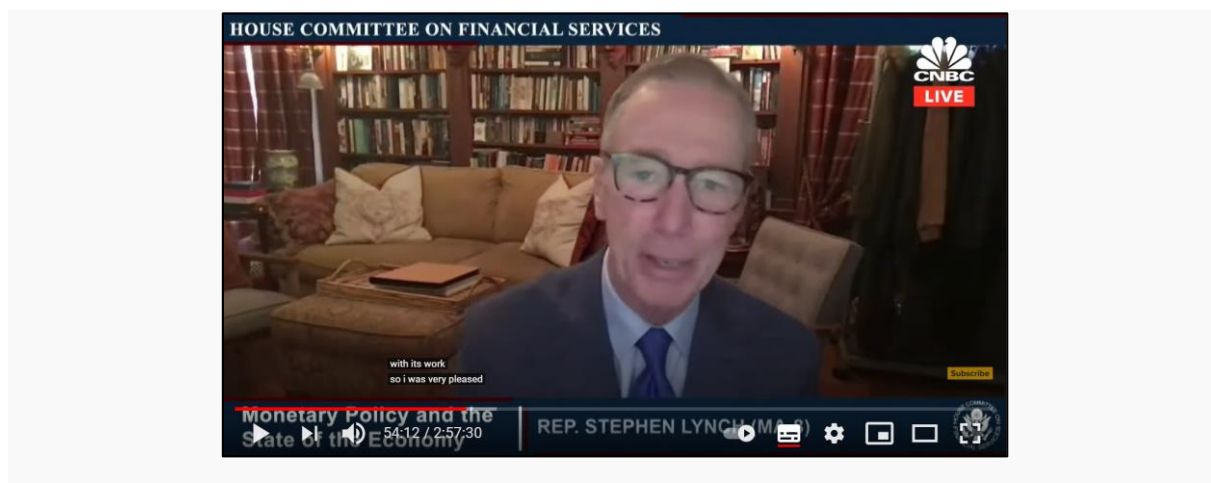 HOUSE COMMITTEE ON FINANCIAL SERVICES
CNBC
LIVE
with its work
so i was very pleased
Subscribe
Monetary Policy and the
State of the Economy
54:12 / 2:57:30
REP. STEPHEN LYNCH (MA-8)